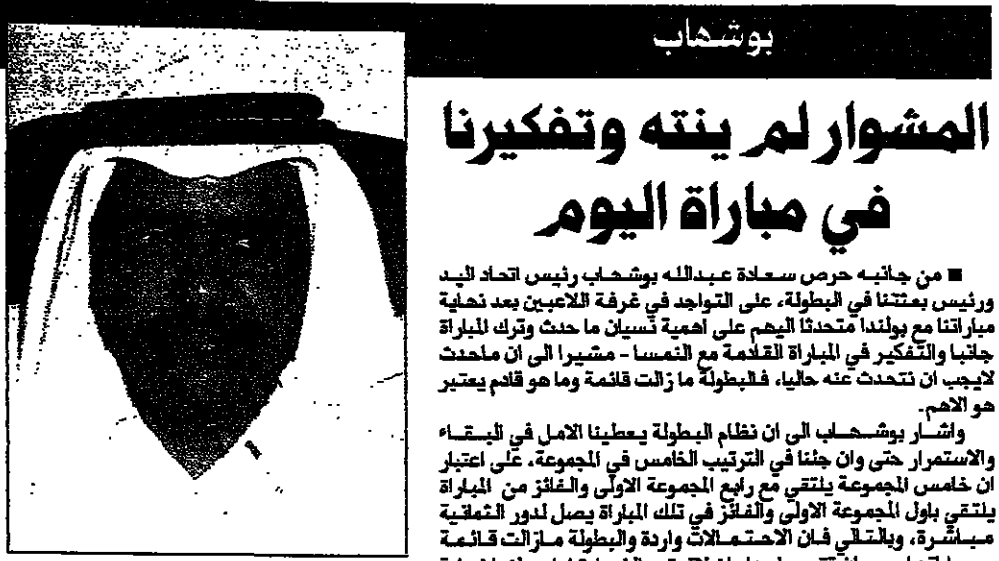 بوشهاب
المشوار لم ينته وتفكيرنا
في مباراة اليوم
■ من جانبه حرص سعادة عبدالله بوشهاب رئيس اتحاد اليد
ورئيس بعثتنا في البطولة، على التواجد في غرفة اللاعبين بعد نهاية
مباراتنا مع بولندا متحدثا اليهم على اهمية نسيان ما حدث وترك المباراة
جانبا والتفكير في المباراة القادمة مع النمسا - مشيرا الى ان ماحدث
لايجب ان نتحدث عنه حاليا، فالبطولة ما زالت قائمة وما هو قادم يعتبر
هو الاهم.
واشار بوشهاب الى ان نظام البطولة يعطينا الامل في البقاء
والاستمرار حتى وان جئنا في الترتيب الخامس في المجموعة، على اعتبار
ان خامس المجموعة يلتقي مع رابع المجموعة الاولى والفائز من المباراة
يلتقي باول المجموعة الاولى والفائز في تلك المباراة يصل لدور الثمانية
مباشرة، وبالتالي فان الاحتمالات واردة والبطولة مازالت قائمة